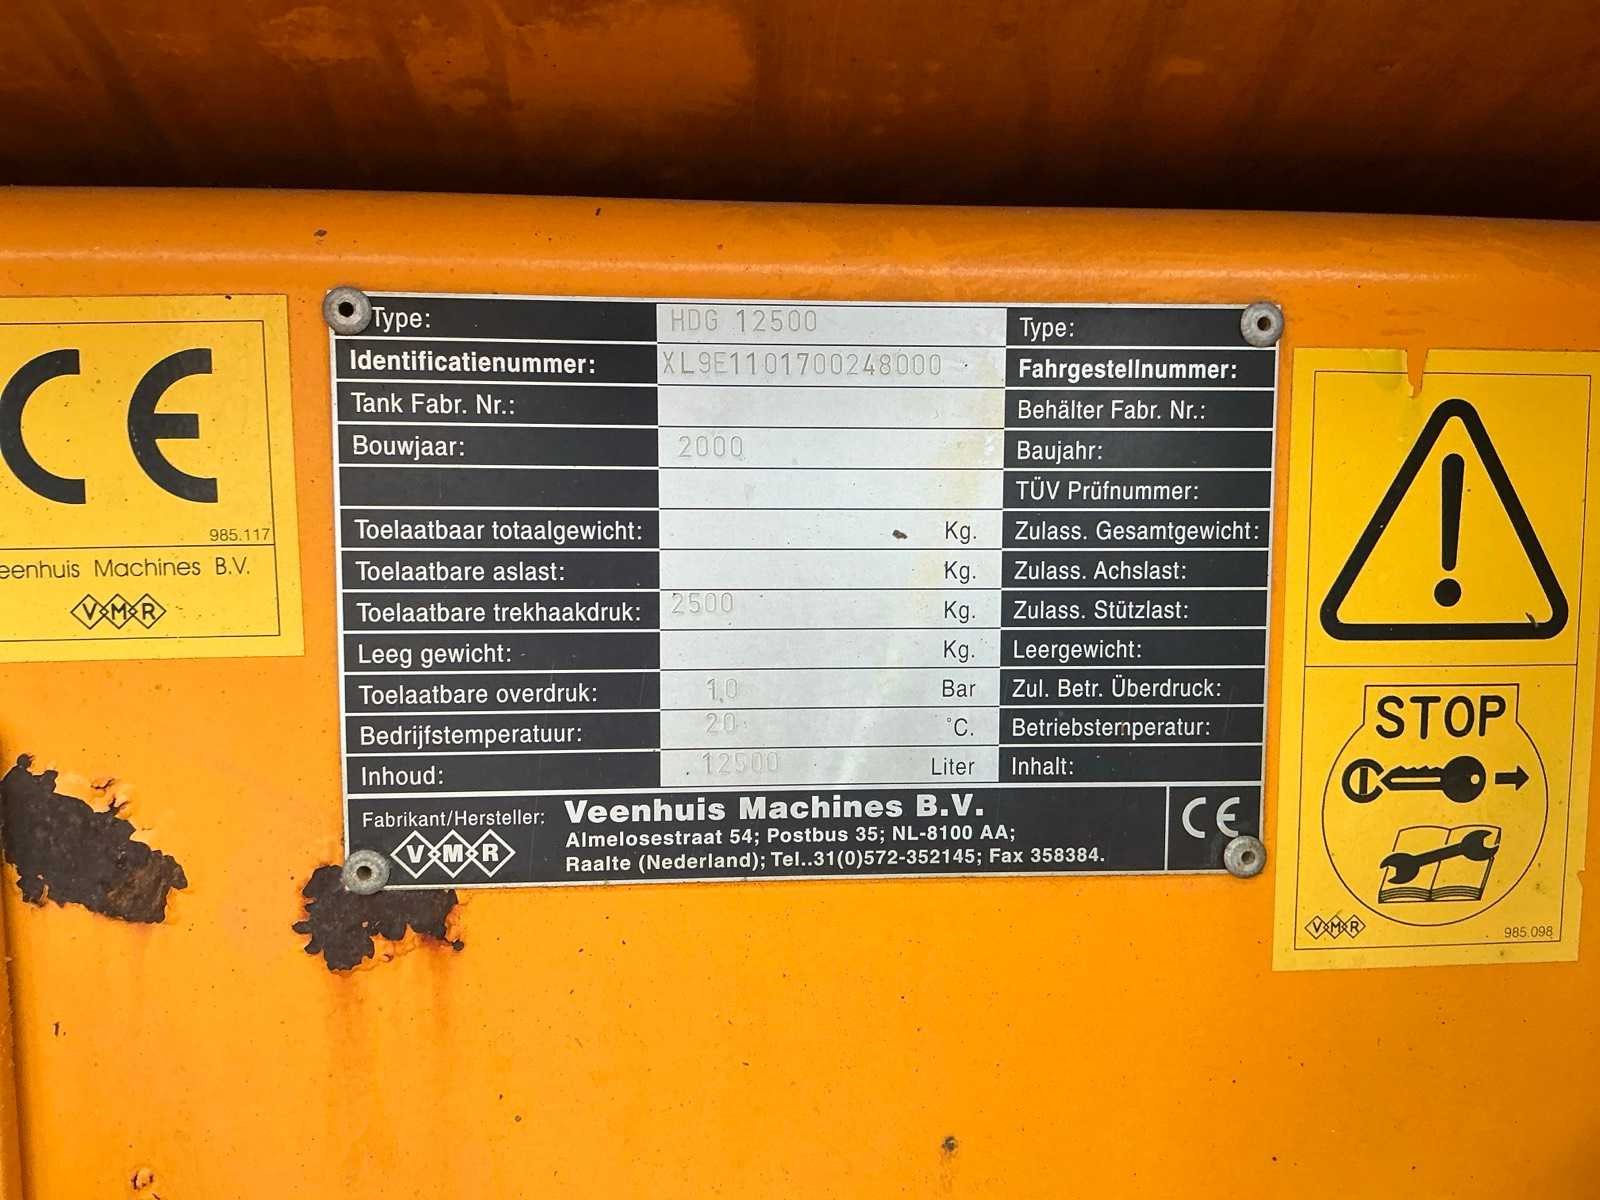 CE
985.117
Machines B.V.
VMR
Type: HDG 12500 Type:
Identificatienummer: XL9E1101700248000 Fahrgestellnummer:
Tank Fabr. Nr.: Behälter Fabr. Nr.:
Bouwjaar: 2000 Baujahr:
TÜV Prüfnummer:
Toelaatbaar totaalgewicht: Kg. Zulass. Gesamtgewicht:
Toelaatbare aslast: Kg. Zulass. Achslast:
Toelaatbare trekhaakdruk: 2500 Kg. Zulass. Stützlast:
Leeg gewicht: Kg. Leergewicht:
Toelaatbare overdruk: 1,0 Bar Zul. Betr. Überdruck:
Bedrijfstemperatuur: 20 °C. Betriebstemperatur:
Inhoud: 12500 Liter Inhalt:
Fabrikant/Hersteller: Veenhuis Machines B.V.
Almelosestraat 54; Postbus 35; NL-8100 AA;
Raalte (Nederland); Tel..31(0)572-352145; Fax 358384.
VMR
CE
STOP
VMR
985.098